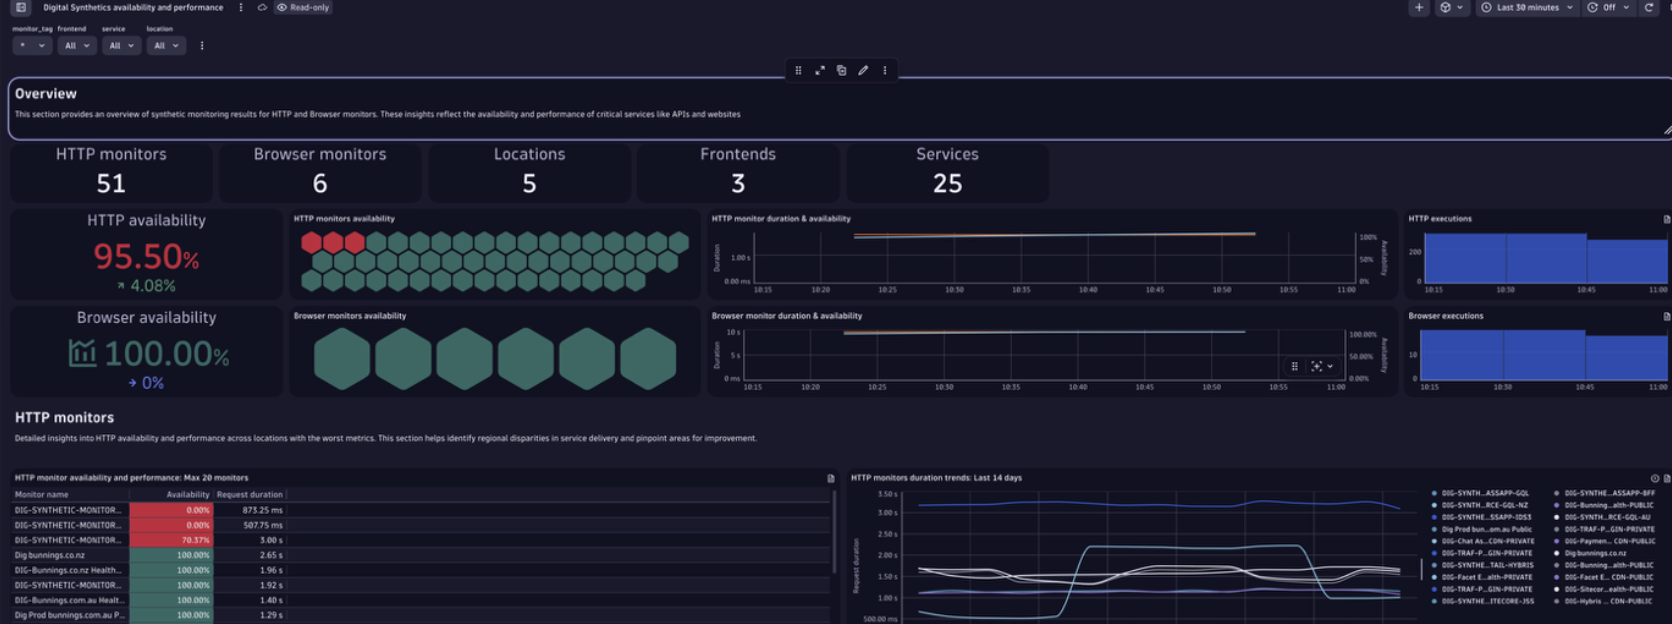 Digital Synthetics availability and performance
Read-only
Last 30 minutes
Off
monitor_tag frontend service location
* All All All
Overview
This section provides an overview of synthetic monitoring results for HTTP and Browser monitors. These insights reflect the availability and performance of critical services like APIs and websites
HTTP monitors
51
Browser monitors
6
Locations
5
Frontends
3
Services
25
HTTP availability
95.50%
4.08%
HTTP monitors availability
HTTP monitor duration & availability
Duration
1.00 s
0.00 ms
100%
50%
0%
Availability
10:15 10:20 10:25 10:30 10:35 10:40 10:45 10:50 10:55 11:00
HTTP executions
200
0
10:15 10:30 10:45 11:00
Browser availability
100.00%
0%
Browser monitors availability
Browser monitor duration & availability
Duration
10 s
5 s
0 ms
100.00%
50.00%
0.00%
Availability
10:15 10:20 10:25 10:30 10:35 10:40 10:45 10:50 10:55 11:00
Browser executions
10
0
10:15 10:30 10:45 11:00
HTTP monitors
Detailed insights into HTTP availability and performance across locations with the worst metrics. This section helps identify regional disparities in service delivery and pinpoint areas for improvement.
HTTP monitor availability and performance: Max 20 monitors
Monitor name Availability Request duration
DIG-SYNTHETIC-MONITOR... 0.00% 873.25 ms
DIG-SYNTHETIC-MONITOR... 0.00% 507.75 ms
DIG-SYNTHETIC-MONITOR... 70.37% 3.00 s
Dig bunnings.co.nz 100.00% 2.65 s
DIG-Bunnings.co.nz Health... 100.00% 1.96 s
DIG-SYNTHETIC-MONITOR... 100.00% 1.92 s
DIG-Bunnings.com.au Healt... 100.00% 1.40 s
Dig Prod bunnings.com.au P... 100.00% 1.29 s
HTTP monitors duration trends: Last 14 days
Request duration
3.50 s
3.00 s
2.50 s
2.00 s
1.50 s
1.00 s
500.00 ms
DIG-SYNTH...ASSAPP-GQL DIG-SYNTHE...ASSAPP-BFF
DIG-SYNTH...RCE-GQL-NZ DIG-Bunning...alth-PUBLIC
DIG-SYNTHE...SSAPP-IDS3 DIG-SYNTH...RCE-GQL-AU
Dig Prod bun...om.au Public DIG-TRAF-P...GIN-PRIVATE
DIG-Chat As...CDN-PRIVATE DIG-Paymen... CDN-PUBLIC
DIG-TRAF-P...GIN-PRIVATE Dig bunnings.co.nz
DIG-SYNTHE...TAIL-HYBRIS DIG-Bunning...alth-PUBLIC
DIG-Facet E...alth-PRIVATE DIG-Facet E... CDN-PUBLIC
DIG-TRAF-P...GIN-PRIVATE DIG-Sitecor...ealth-PUBLIC
DIG-SYNTHE...ITECORE-JSS DIG-Hybris ... CDN-PUBLIC